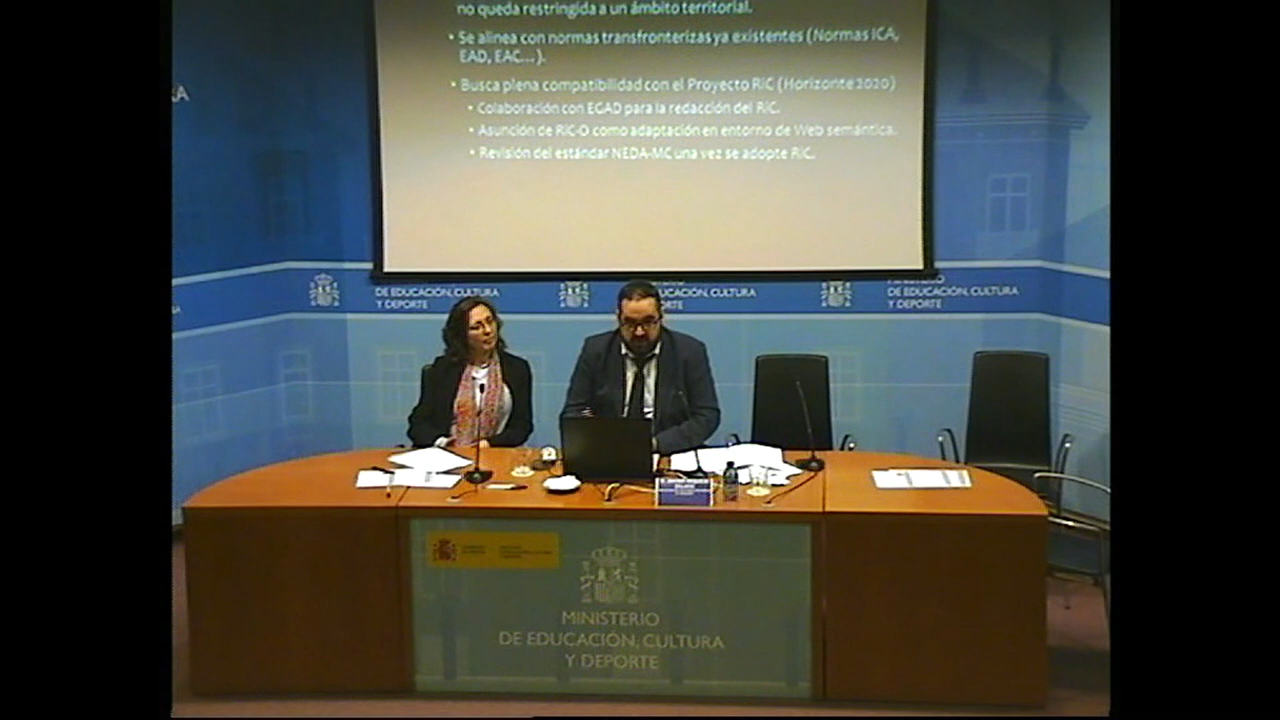 no queda restringida a un ámbito territorial.
• Se alinea con normas transfronterizas ya existentes (Normas ICA,
EAD, EAC...).
• Busca plena compatibilidad con el Proyecto RiC (Horizonte 2020)
• Colaboración con EGAD para la redacción del RiC.
• Asunción de RiC-O como adaptación en entorno de Web semántica.
• Revisión del estándar NEDA-MC una vez se adopte RiC.
DE EDUCACIÓN, CULTURA
Y DEPORTE
EDUCACIÓN, CULTURA
DEPORTE
MINISTERIO
DE EDUCACIÓN, CULTURA
Y DEPORTE
MINISTERIO
DE EDUCACIÓN, CULTURA
Y DEPORTE